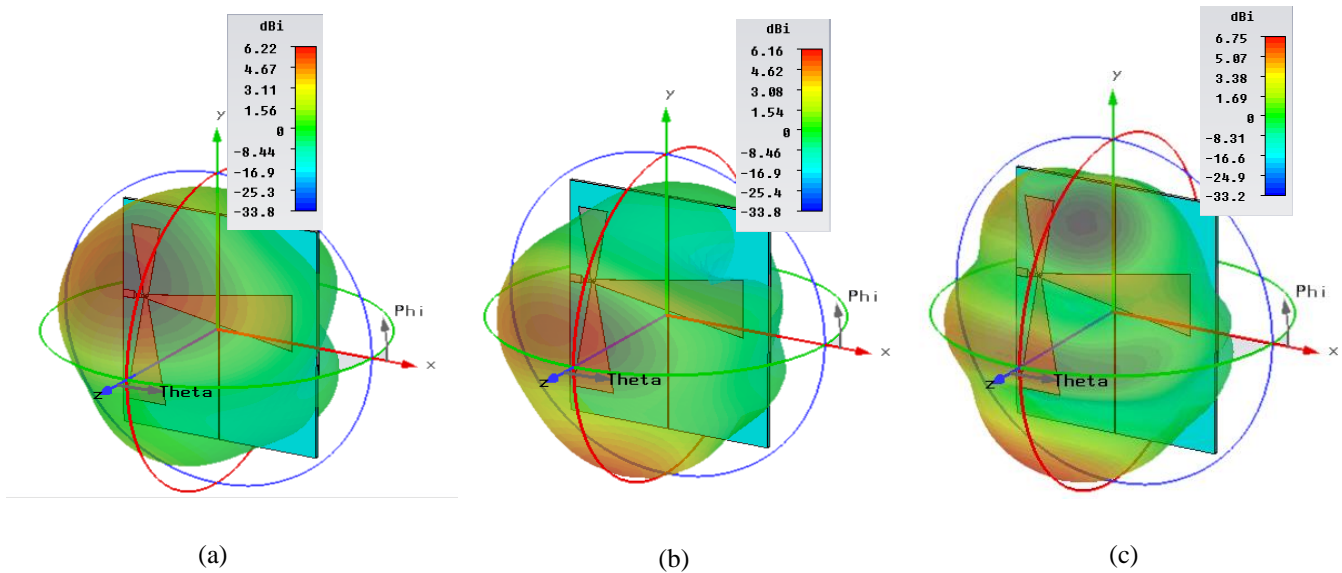 dBi
6.22
4.67
3.11
1.56
0
-8.44
-16.9
-25.3
-33.8
y
Phi
x
z
Theta
(a)
dBi
6.16
4.62
3.08
1.54
0
-8.46
-16.9
-25.4
-33.8
y
Phi
x
z
Theta
(b)
dBi
6.75
5.07
3.38
1.69
0
-8.31
-16.6
-24.9
-33.2
y
Phi
x
z
Theta
(c)